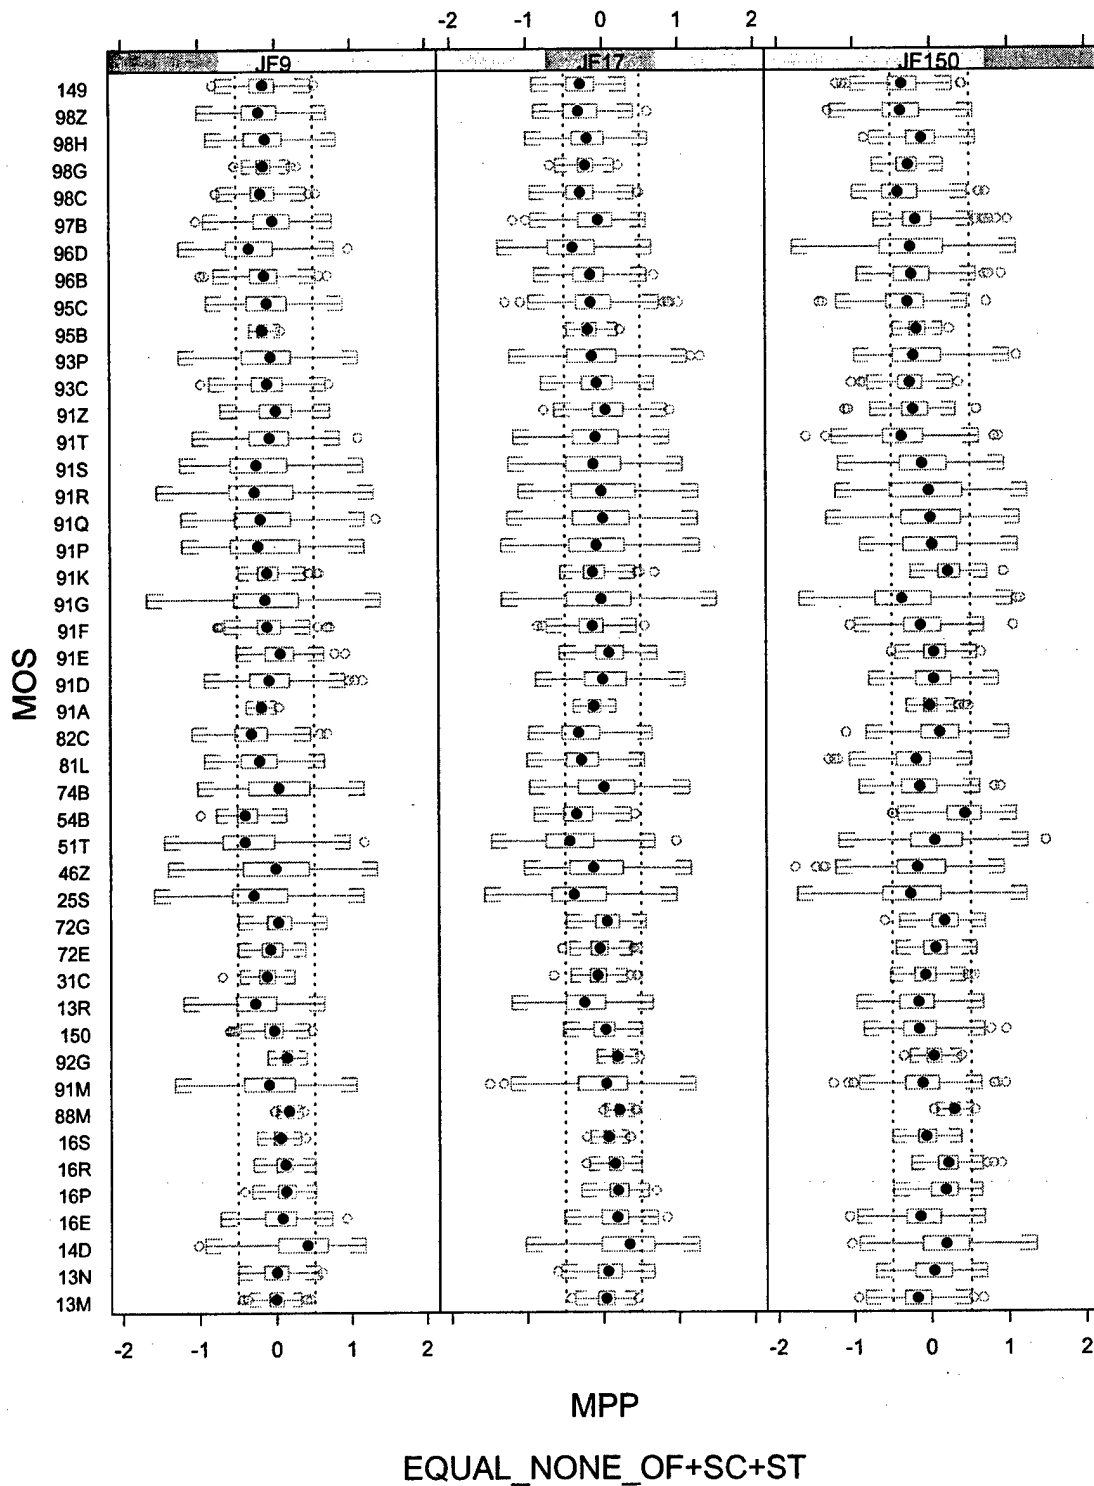 -2 0 1 2
JF9 JF17 JF150
149
98Z
98H
98G
98C
97B
96D
96B
95C
95B
93P
93C
91Z
91T
91S
91R
91Q
91P
91K
91G
91F
91E
91D
91A
82C
81L
74B
54B
51T
46Z
25S
72G
72E
31C
13R
150
92G
91M
88M
16S
16R
16P
16E
14D
13N
13M
MOS
-2 -1 0 1 2 -2 -1 0 1 2
MPP
EQUAL_NONE_OF+SC+ST